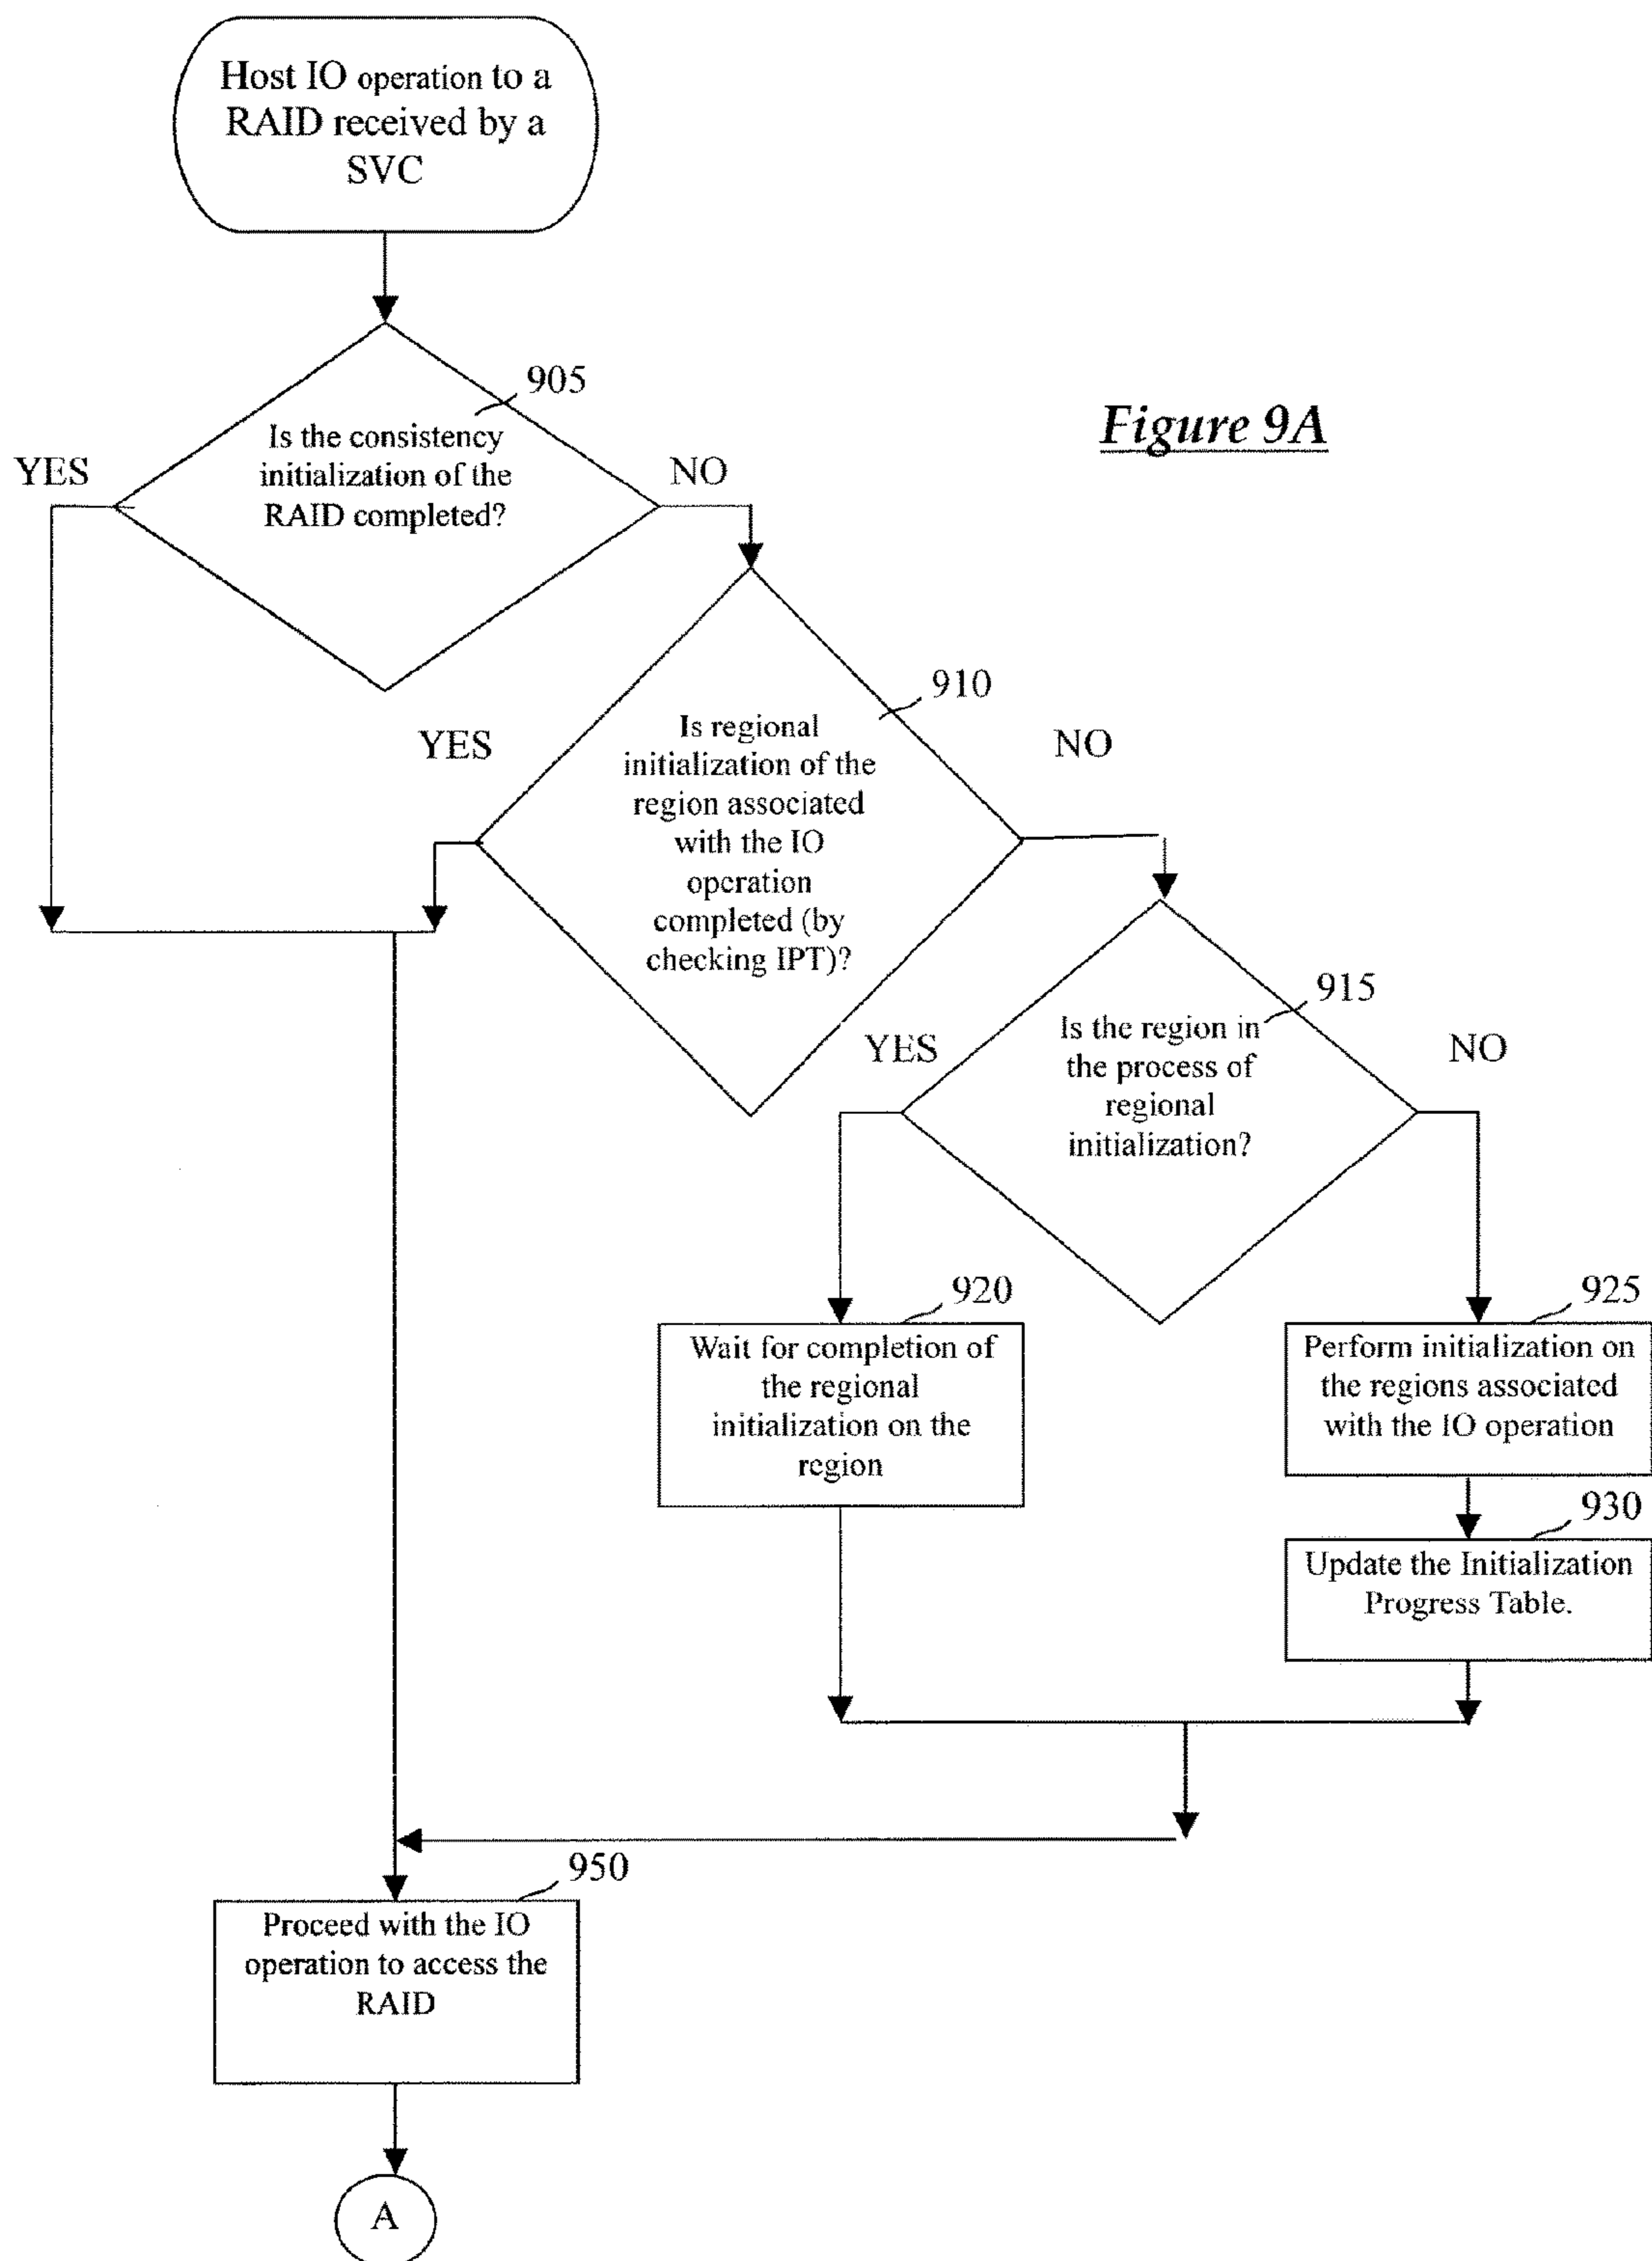 Host IO operation to a
RAID received by a
SVC
905
Is the consistency
initialization of the
RAID completed?
YES
NO
Figure 9A
910
Is regional
initialization of the
region associated
with the IO
operation
completed (by
checking IPT)?
YES
NO
915
Is the region in
the process of
regional
initialization?
YES
NO
920
Wait for completion of
the regional
initialization on the
region
925
Perform initialization on
the regions associated
with the IO operation
930
Update the Initialization
Progress Table.
950
Proceed with the IO
operation to access the
RAID
A